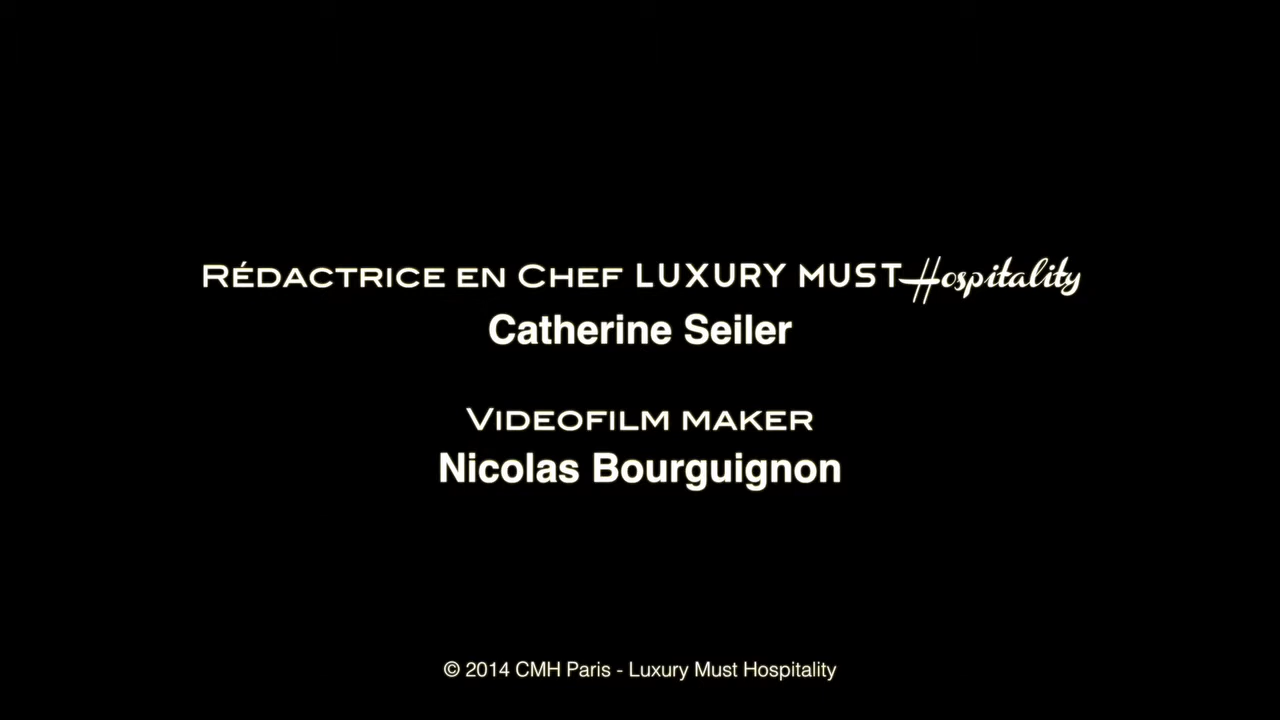 Rédactrice en Chef LUXURY MUST Hospitality
Catherine Seiler
Videofilm maker
Nicolas Bourguignon
© 2014 CMH Paris - Luxury Must Hospitality